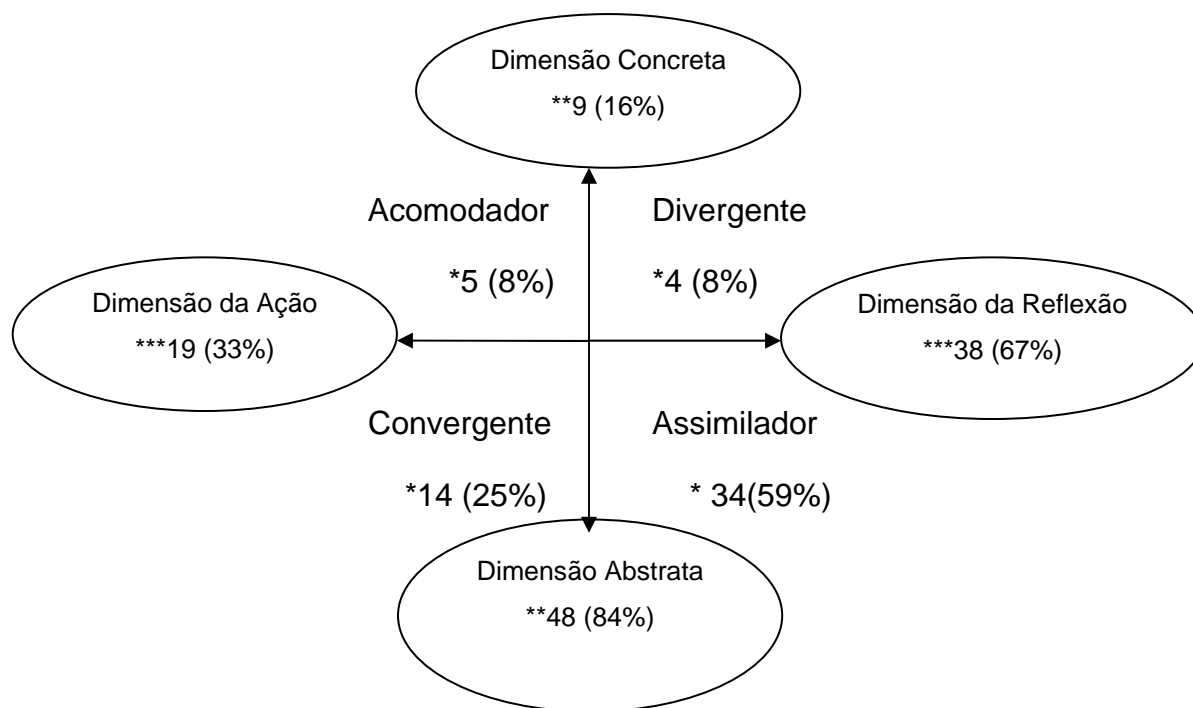 Dimensão Concreta
**9 (16%)
Acomodador
Divergente
*5 (8%)
*4 (8%)
Dimensão da Ação
***19 (33%)
Dimensão da Reflexão
***38 (67%)
Convergente
Assimilador
*14 (25%)
* 34(59%)
Dimensão Abstrata
**48 (84%)